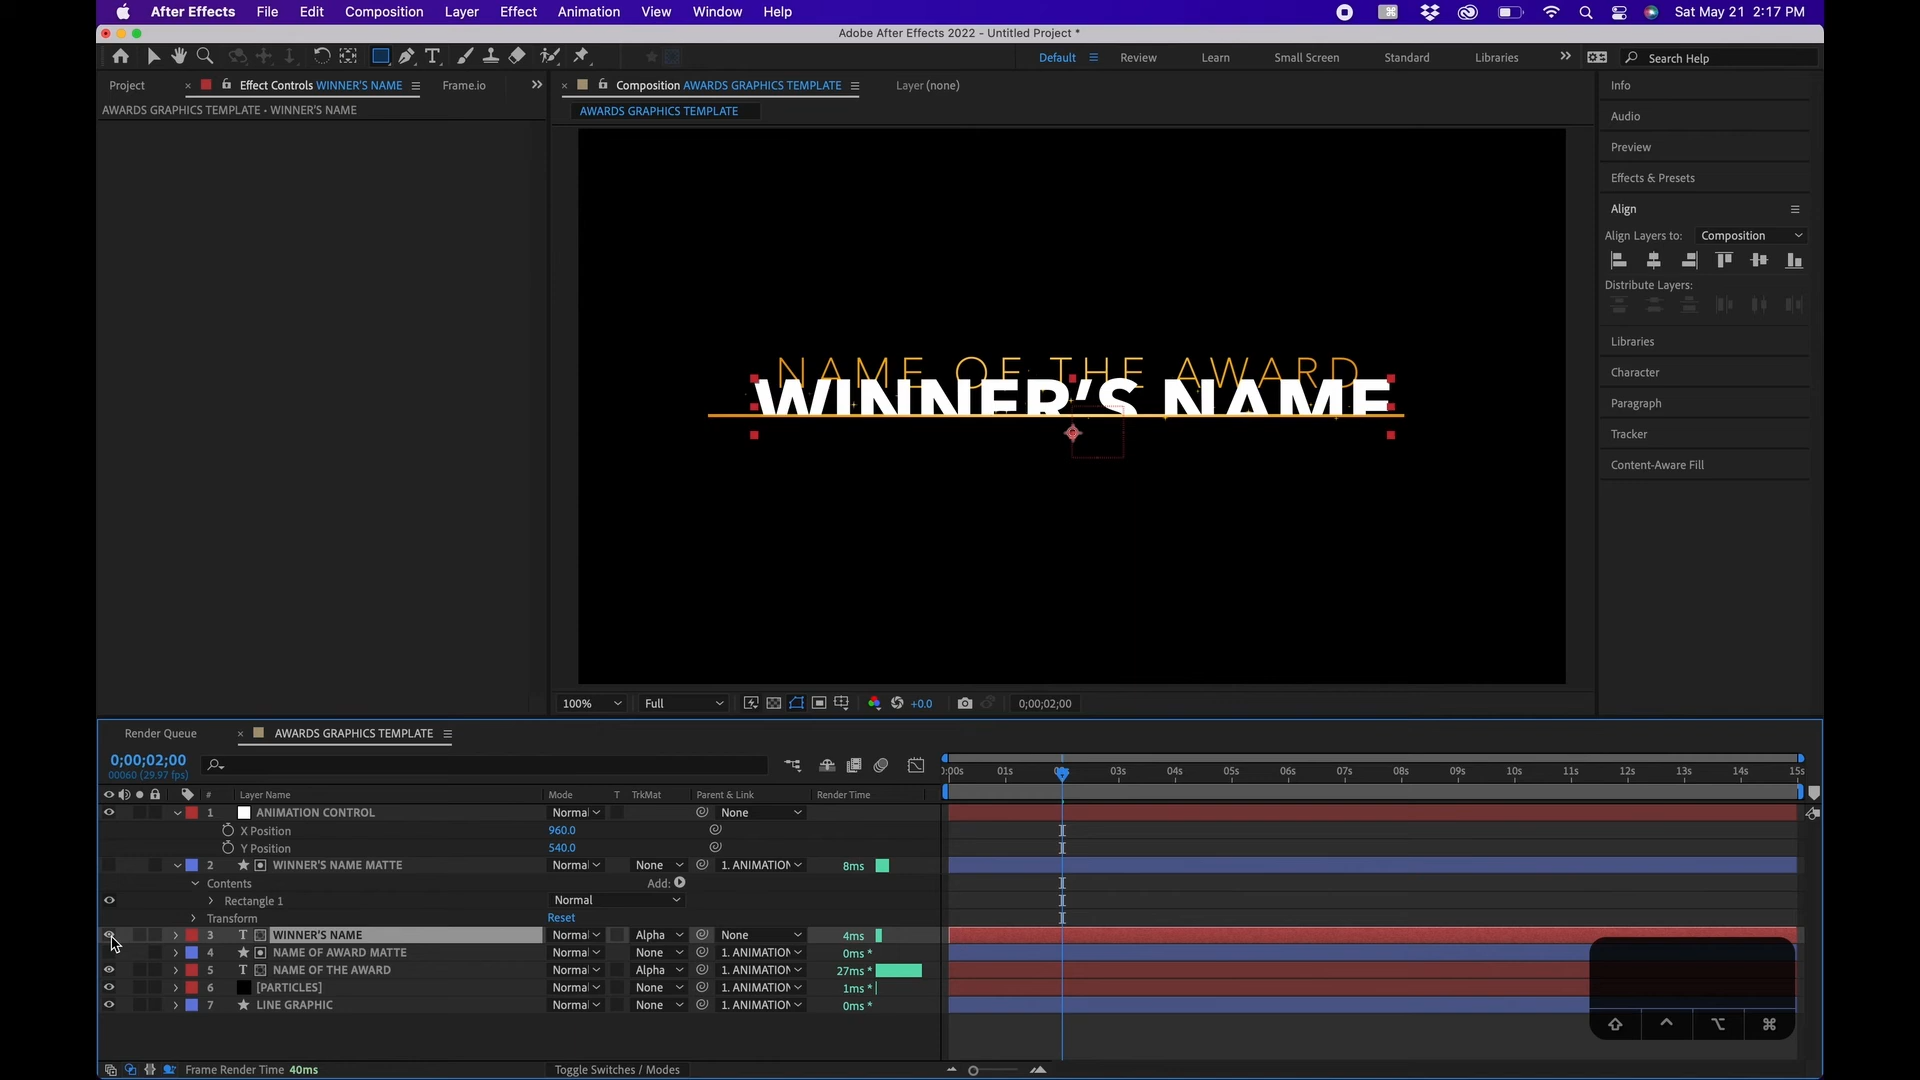 After Effects File Edit Composition Layer Effect Animation View Window Help Sat May 21 2:17 PM
Adobe After Effects 2022 - Untitled Project *
Default Review Learn Small Screen Standard Libraries Search Help
Project Effect Controls WINNER'S NAME Frame.io Composition AWARDS GRAPHICS TEMPLATE Layer (none) Info
AWARDS GRAPHICS TEMPLATE • WINNER'S NAME AWARDS GRAPHICS TEMPLATE
Audio
Preview
Effects & Presets
Align
Align Layers to: Composition
Distribute Layers:
Libraries
Character
Paragraph
Tracker
Content-Aware Fill
NAME OF THE AWARD
WINNER'S NAME
100% Full +0.0 0;00;02;00
Render Queue AWARDS GRAPHICS TEMPLATE
0;00;02;00
00060 (29.97 fps)
:00s 01s 03s 04s 05s 06s 07s 08s 09s 10s 11s 12s 13s 14s 15s
# Layer Name Mode T TrkMat Parent & Link Render Time
1 ANIMATION CONTROL Normal None
X Position 960.0
Y Position 540.0
2 WINNER'S NAME MATTE Normal None 1. ANIMATION 8ms
Contents Add:
Rectangle 1 Normal
Transform Reset
3 T WINNER'S NAME Normal Alpha None 4ms
4 NAME OF AWARD MATTE Normal None 1. ANIMATION 0ms *
5 T NAME OF THE AWARD Normal Alpha 1. ANIMATION 27ms *
6 [PARTICLES] Normal None 1. ANIMATION 1ms *
7 LINE GRAPHIC Normal None 1. ANIMATION 0ms *
Frame Render Time 40ms Toggle Switches / Modes